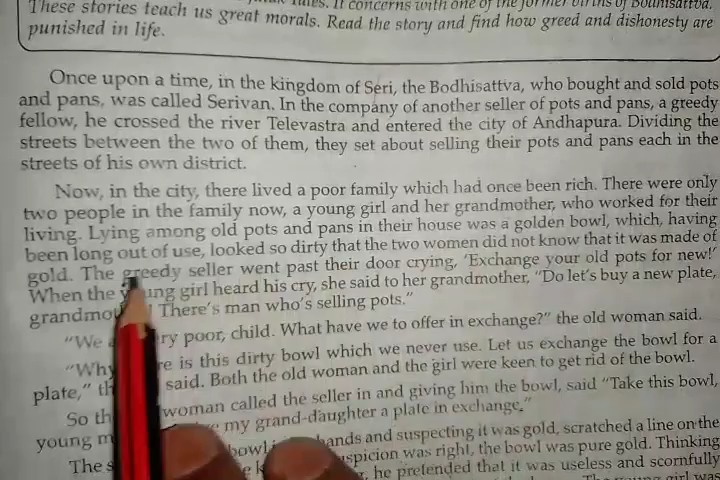 These stories teach us great morals. Read the story and find how greed and dishonesty are
punished in life.
Once upon a time, in the kingdom of Seri, the Bodhisattva, who bought and sold pots
and pans, was called Serivan. In the company of another seller of pots and pans, a greedy
fellow, he crossed the river Televastra and entered the city of Andhapura. Dividing the
streets between the two of them, they set about selling their pots and pans each in the
streets of his own district.
Now, in the city, there lived a poor family which had once been rich. There were only
two people in the family now, a young girl and her grandmother, who worked for their
living. Lying among old pots and pans in their house was a golden bowl, which, having
been long out of use, looked so dirty that the two women did not know that it was made of
gold. The greedy seller went past their door crying, 'Exchange your old pots for new!'
When the young girl heard his cry, she said to her grandmother, "Do let's buy a new plate,
There's man who's selling pots."
"We poor, child. What have we to offer in exchange?" the old woman said.
is this dirty bowl which we never use. Let us exchange the bowl for a
plate," said. Both the old woman and the girl were keen to get rid of the bowl.
So woman called the seller in and giving him the bowl, said "Take this bowl,
young my grand-daughter a plate in exchange."
bowl hands and suspecting it was gold, scratched a line on the
was right, the bowl was pure gold. Thinking
he pretended that it was useless and scornfully